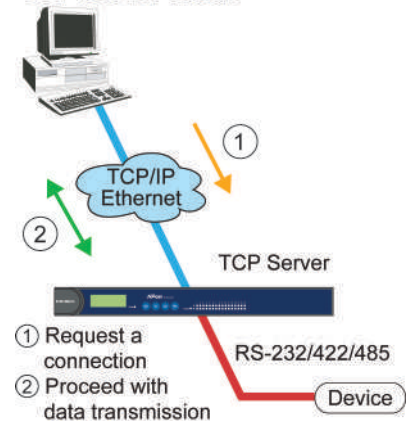 ①
TCP/IP
Ethernet
②
TCP Server
NPort
① Request a
connection
② Proceed with
data transmission
RS-232/422/485
Device